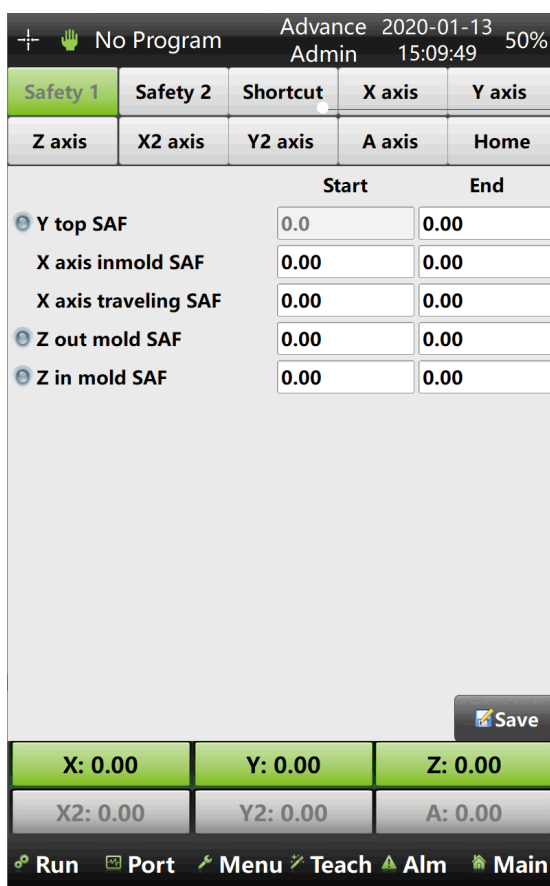 No Program Advance Admin 2020-01-13 15:09:49 50%
Safety 1 Safety 2 Shortcut X axis Y axis
Z axis X2 axis Y2 axis A axis Home
Start End
Y top SAF 0.0 0.00
X axis inmold SAF 0.00 0.00
X axis traveling SAF 0.00 0.00
Z out mold SAF 0.00 0.00
Z in mold SAF 0.00 0.00
Save
X: 0.00 Y: 0.00 Z: 0.00
X2: 0.00 Y2: 0.00 A: 0.00
Run Port Menu Teach Alm Main